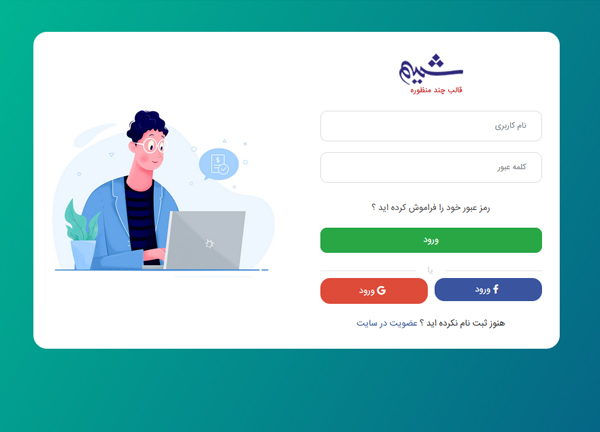 شمیم
قالب چند منظوره
نام کاربری
کلمه عبور
رمز عبور خود را فراموش کرده اید ؟
ورود
یا
ورود
ورود
هنوز ثبت نام نکرده اید ؟ عضویت در سایت